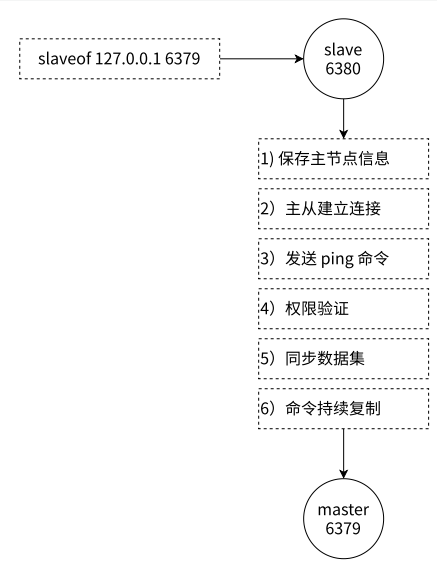 slaveof 127.0.0.1 6379
slave
6380
1) 保存主节点信息
2）主从建立连接
3）发送 ping 命令
4）权限验证
5）同步数据集
6）命令持续复制
master
6379